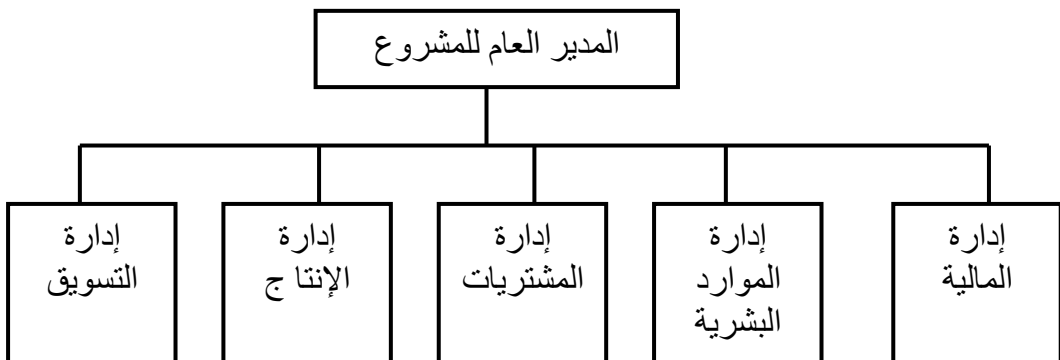 المدير العام للمشروع
إدارة
المالية
إدارة
الموارد
البشرية
إدارة
المشتريات
إدارة
الإنتا ج
إدارة
التسويق